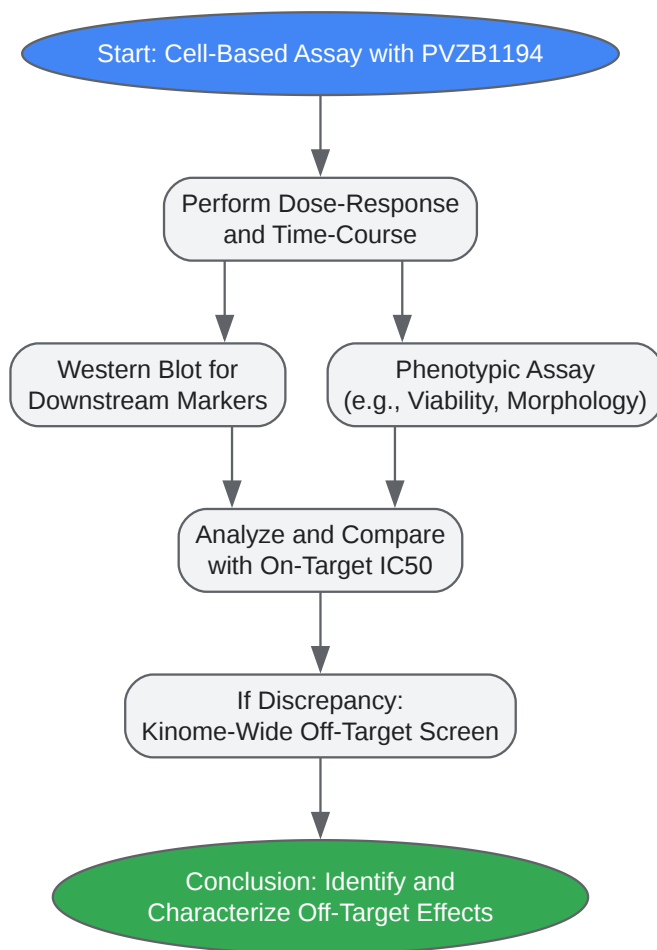 Start: Cell-Based Assay with PVZB1194
Perform Dose-Response
and Time-Course
Western Blot for
Downstream Markers
Phenotypic Assay
(e.g., Viability, Morphology)
Analyze and Compare
with On-Target IC50
If Discrepancy:
Kinome-Wide Off-Target Screen
Conclusion: Identify and
Characterize Off-Target Effects